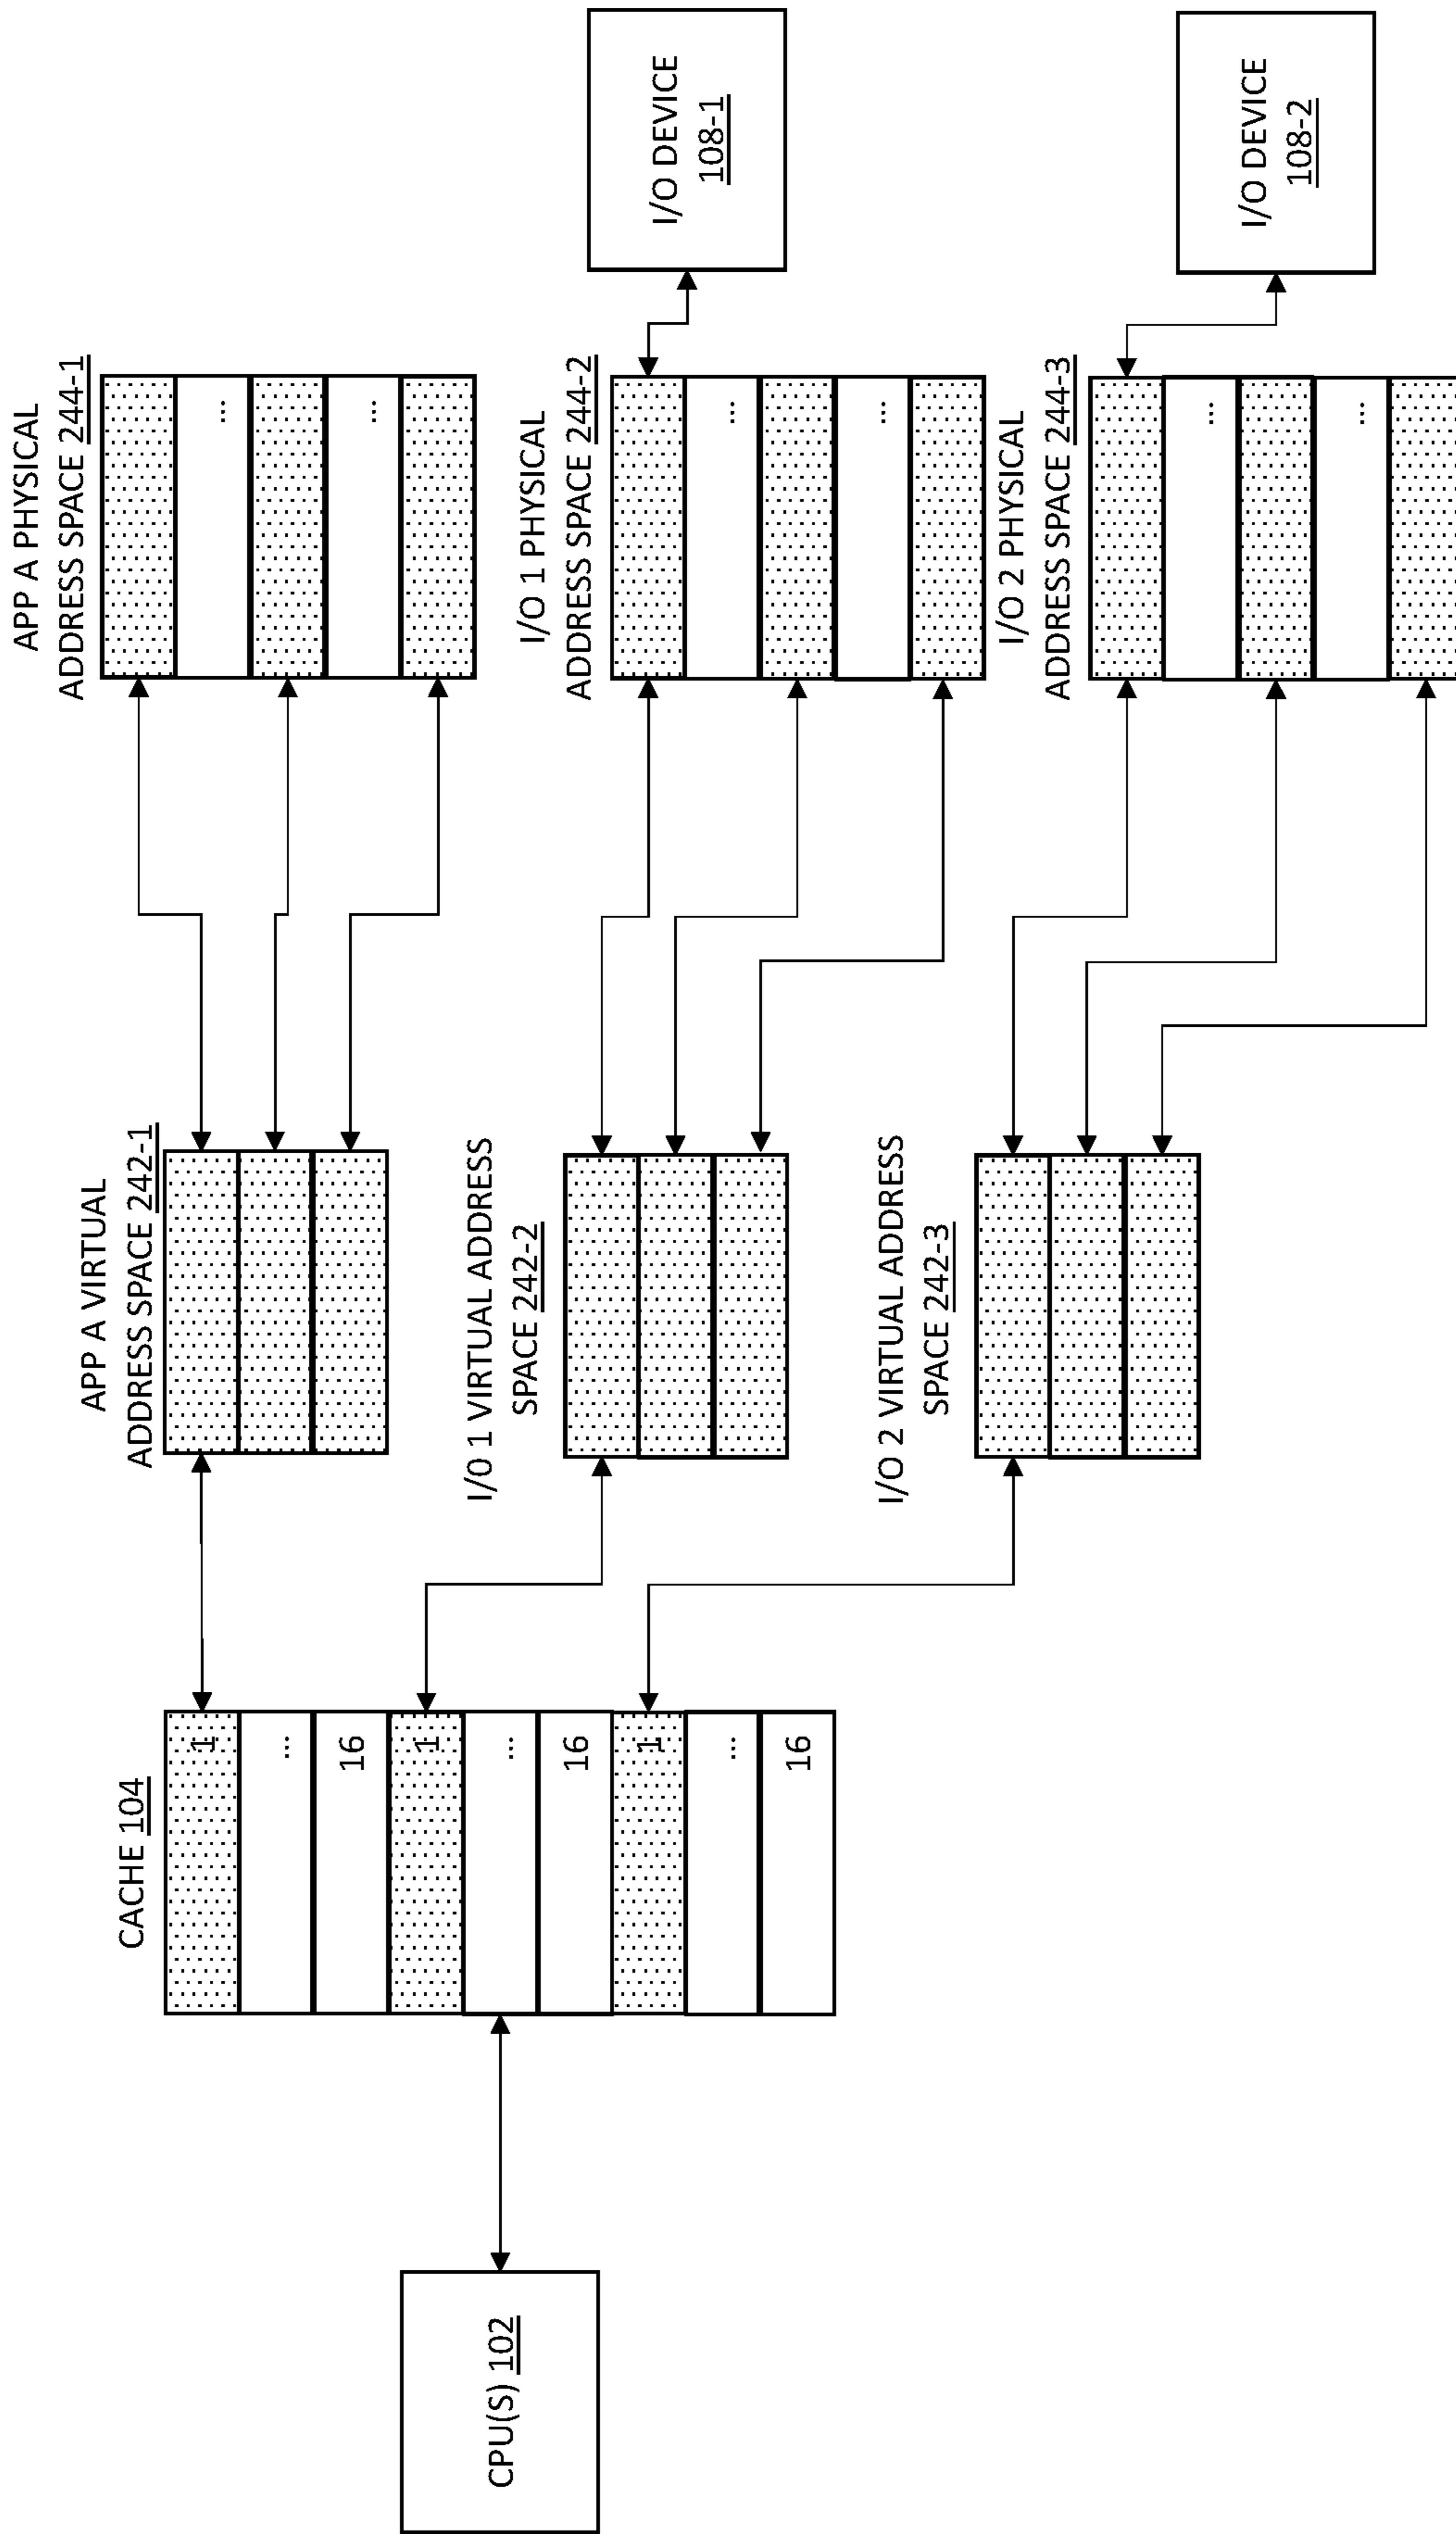 CPU(S) 102
CACHE 104
1
...
16
1
...
16
1
...
16
APP A VIRTUAL
ADDRESS SPACE 242-1
I/0 1 VIRTUAL ADDRESS
SPACE 242-2
I/O 2 VIRTUAL ADDRESS
SPACE 242-3
APP A PHYSICAL
ADDRESS SPACE 244-1
...
...
I/O 1 PHYSICAL
ADDRESS SPACE 244-2
...
...
I/O 2 PHYSICAL
ADDRESS SPACE 244-3
...
...
I/O DEVICE
108-1
I/O DEVICE
108-2